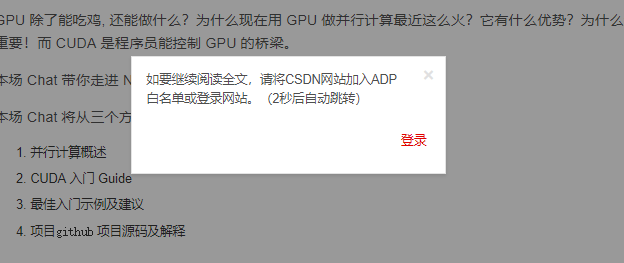 GPU 除了能吃鸡, 还能做什么？为什么现在用 GPU 做并行计算最近这么火？它有什么优势？为什么
重要！而 CUDA 是程序员能控制 GPU 的桥梁。
本场 Chat 带你走进 N
本场 Chat 将从三个方
如要继续阅读全文，请将CSDN网站加入ADP
白名单或登录网站。（2秒后自动跳转）
×
登录
1. 并行计算概述
2. CUDA 入门 Guide
3. 最佳入门示例及建议
4. 项目github 项目源码及解释